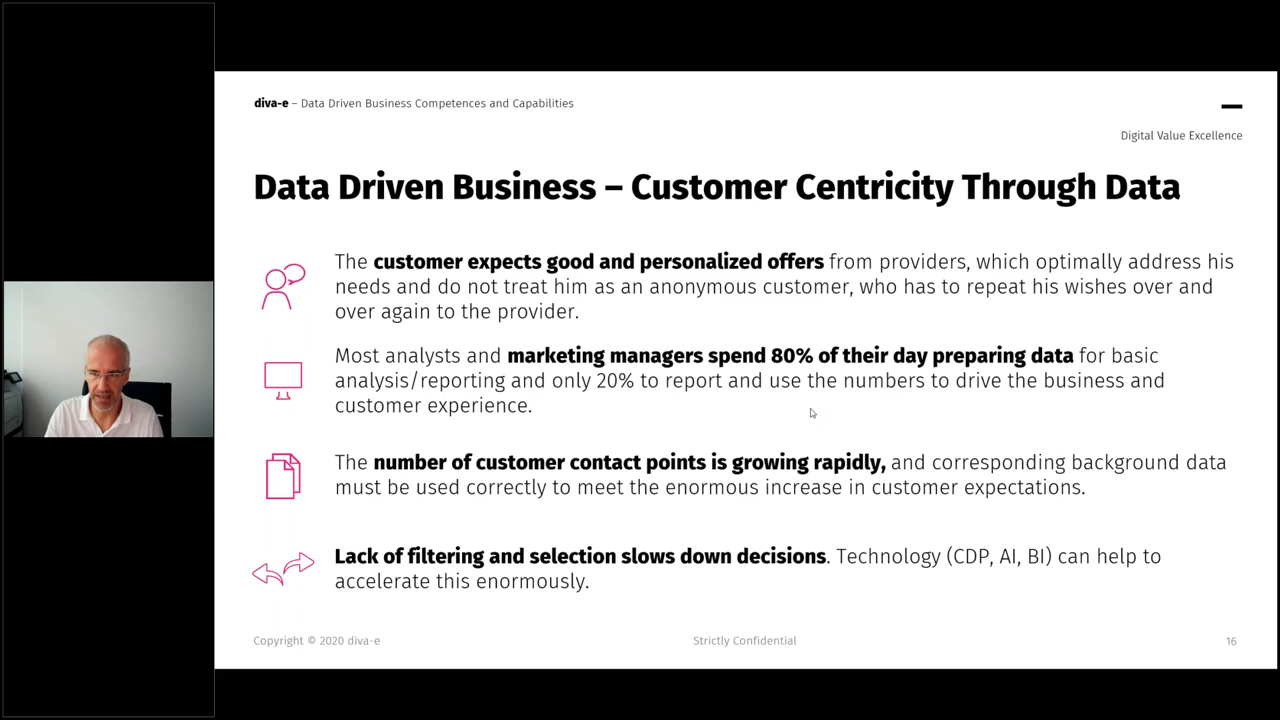 diva-e – Data Driven Business Competences and Capabilities
Digital Value Excellence
Data Driven Business – Customer Centricity Through Data
The customer expects good and personalized offers from providers, which optimally address his
needs and do not treat him as an anonymous customer, who has to repeat his wishes over and
over again to the provider.
Most analysts and marketing managers spend 80% of their day preparing data for basic
analysis/reporting and only 20% to report and use the numbers to drive the business and
customer experience.
The number of customer contact points is growing rapidly, and corresponding background data
must be used correctly to meet the enormous increase in customer expectations.
Lack of filtering and selection slows down decisions. Technology (CDP, AI, BI) can help to
accelerate this enormously.
Copyright © 2020 diva-e
Strictly Confidential
16